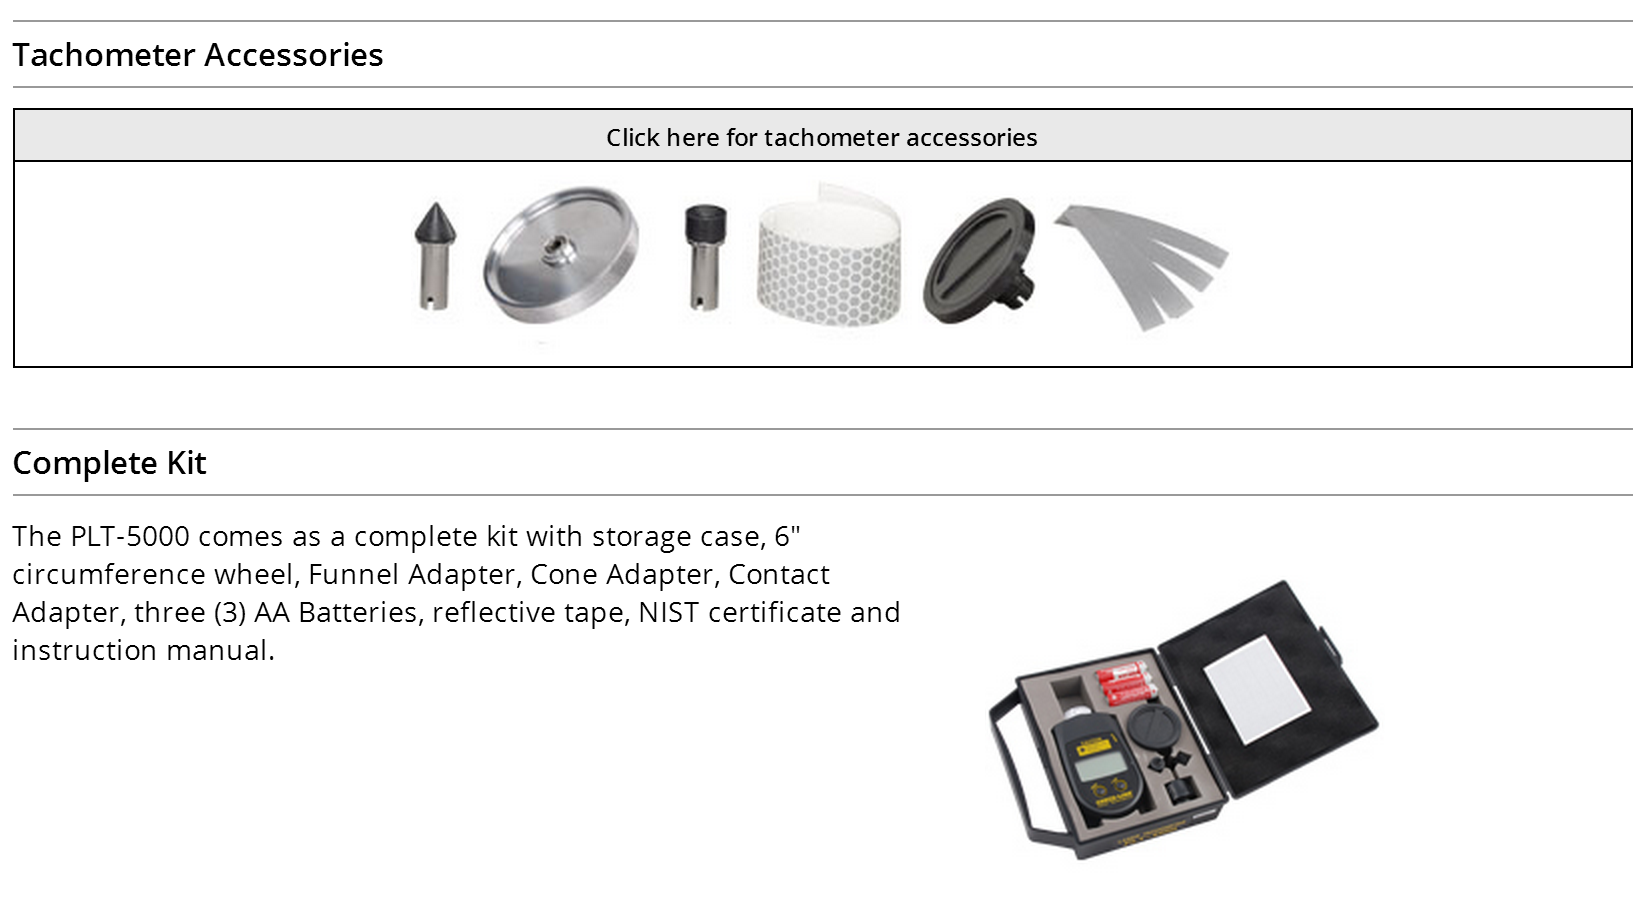 Tachometer Accessories
Click here for tachometer accessories
Complete Kit
The PLT-5000 comes as a complete kit with storage case, 6"
circumference wheel, Funnel Adapter, Cone Adapter, Contact
Adapter, three (3) AA Batteries, reflective tape, NIST certificate and
instruction manual.